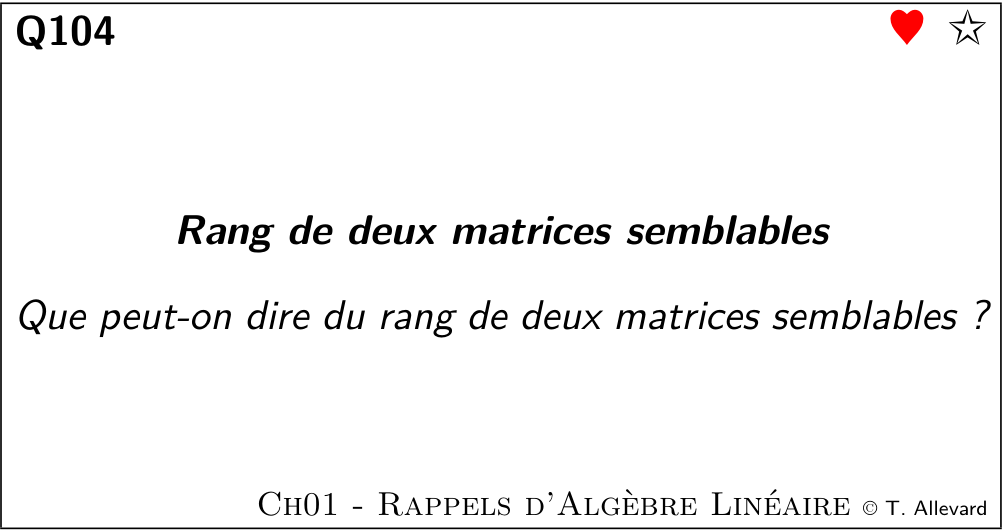 Q104
Rang de deux matrices semblables
Que peut-on dire du rang de deux matrices semblables ?
Ch01 - Rappels d'Algèbre Linéaire © T. Allevard